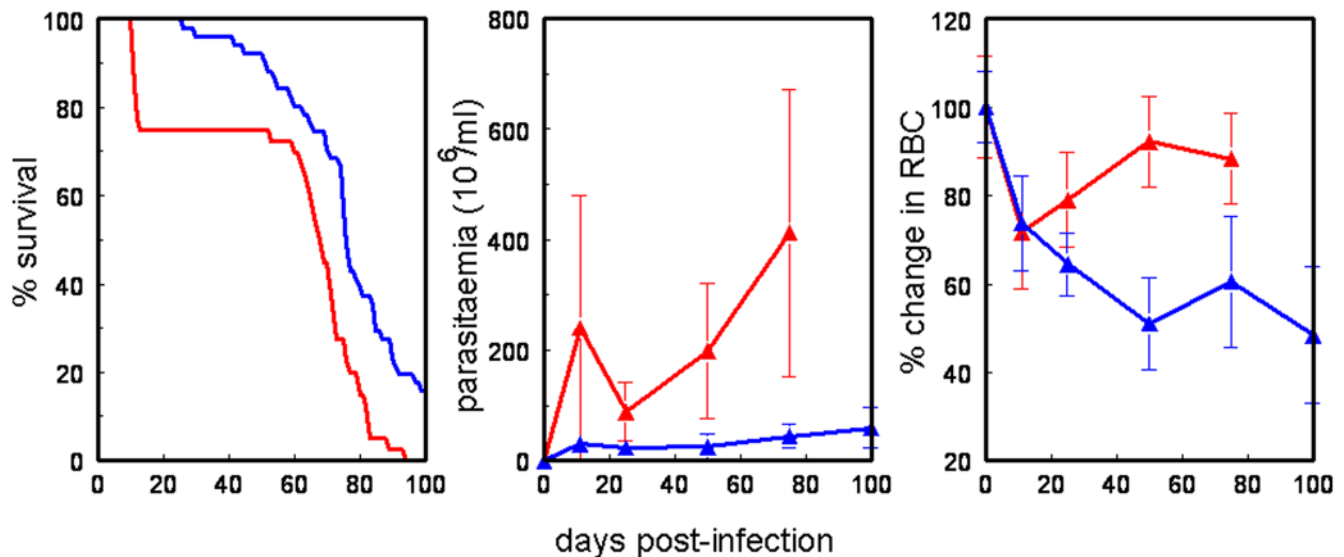 % survival
100
80
60
40
20
0
0 20 40 60 80 100
parasitaemia (10⁶/ml)
800
600
400
200
0
0 20 40 60 80 100
% change in RBC
120
100
80
60
40
20
0 20 40 60 80 100
days post-infection